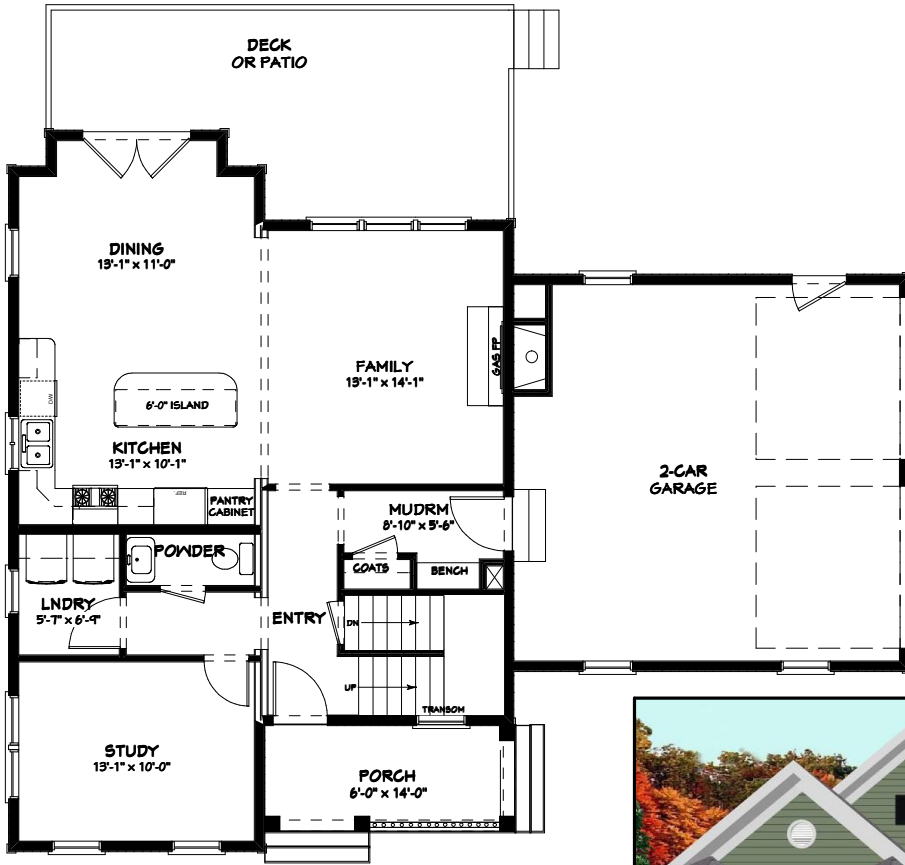 DECK
OR PATIO
DINING
13'-1" x 11'-0"
FAMILY
13'-1" x 14'-1"
GAS FP
DW
6'-0" ISLAND
KITCHEN
13'-1" x 10'-1"
REF
PANTRY
CABINET
2-CAR
GARAGE
MUDRM
8'-10" x 5'-6"
POWDER
COATS
BENCH
LNDRY
5'-7" x 6'-9"
ENTRY
DN
UP
TRANSOM
STUDY
13'-1" x 10'-0"
PORCH
6'-0" x 14'-0"